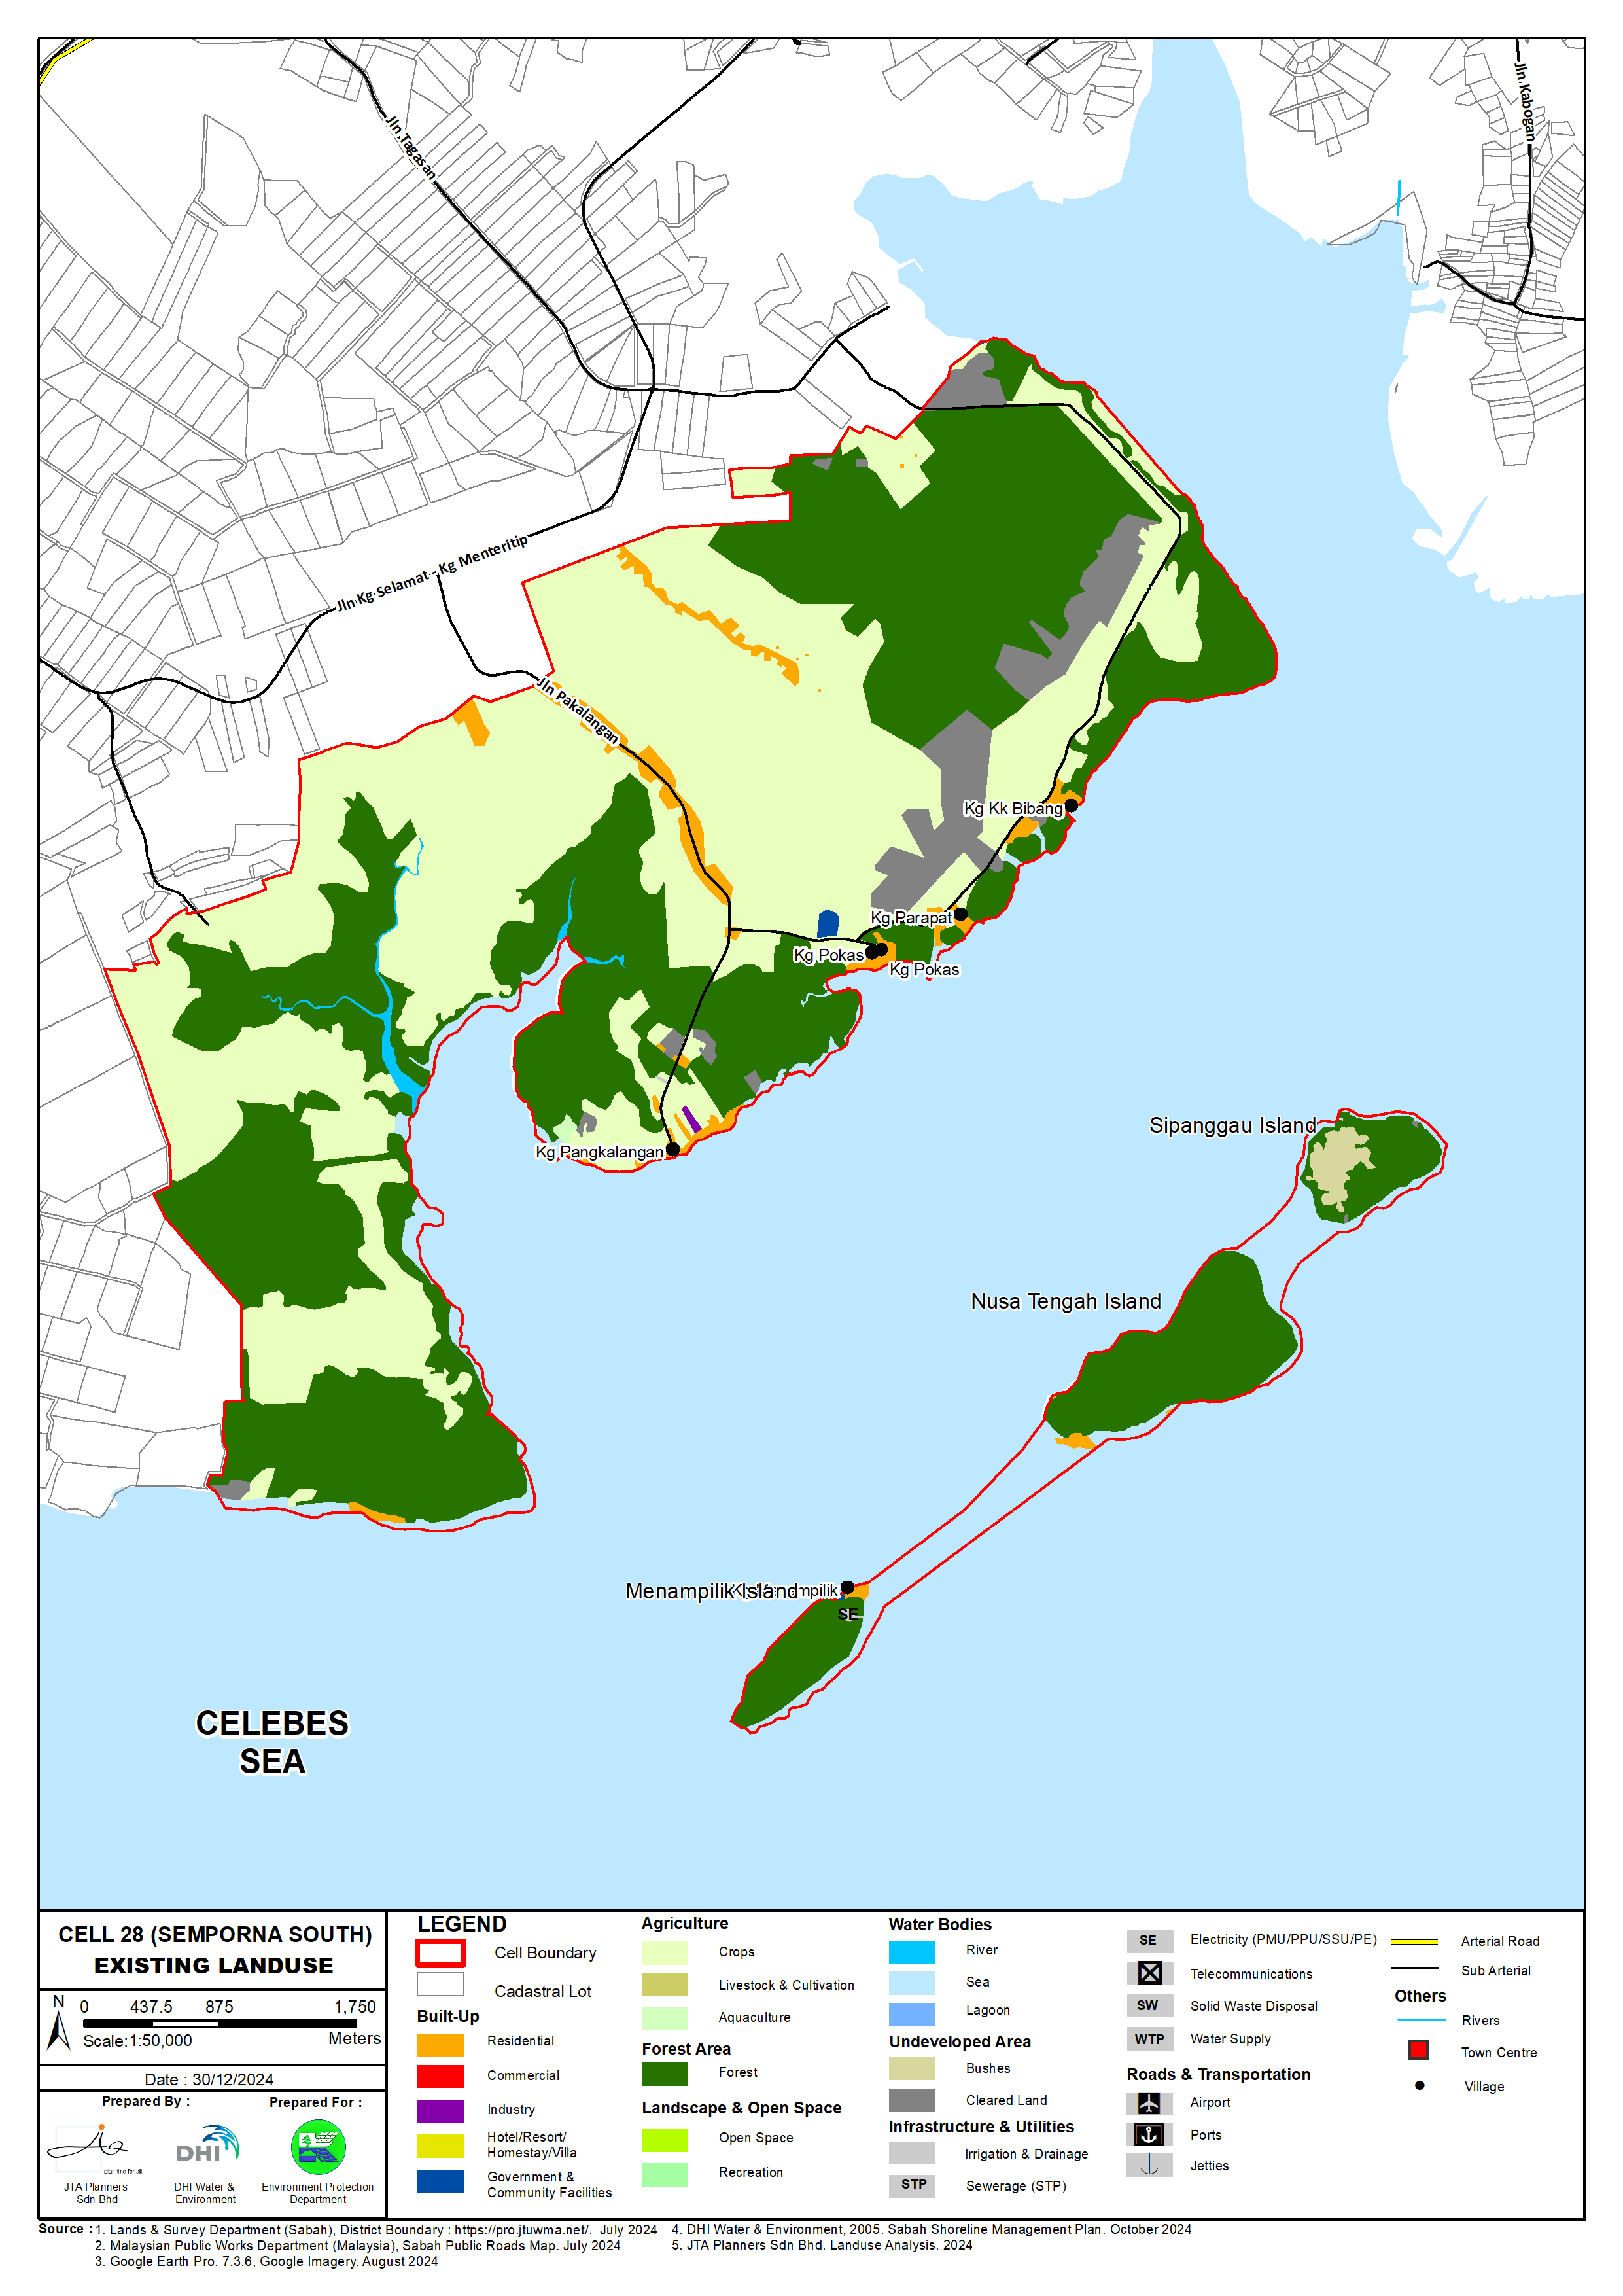 Jln Tagasan
Jln Kabogan
Jln Kg Selamat - Kg Menteritip
Jln Pakalangan
Kg Kk Bibang
Kg Parapat
Kg Pokas
Kg Pokas
Kg Pangkalangan
Sipanggau Island
Nusa Tengah Island
Menampilik Island
SE
CELEBES
SEA
CELL 28 (SEMPORNA SOUTH)
EXISTING LANDUSE
N
0 437.5 875 1,750
Scale:1:50,000 Meters
Date : 30/12/2024
Prepared By : Prepared For :
planning for all.
DHI
JTA Planners
Sdn Bhd
DHI Water &
Environment
Environment Protection
Department
LEGEND
Cell Boundary
Cadastral Lot
Built-Up
Residential
Commercial
Industry
Hotel/Resort/
Homestay/Villa
Government &
Community Facilities
Agriculture
Crops
Livestock & Cultivation
Aquaculture
Forest Area
Forest
Landscape & Open Space
Open Space
Recreation
Water Bodies
River
Sea
Lagoon
Undeveloped Area
Bushes
Cleared Land
Infrastructure & Utilities
Irrigation & Drainage
STP Sewerage (STP)
SE Electricity (PMU/PPU/SSU/PE)
Telecommunications
SW Solid Waste Disposal
WTP Water Supply
Roads & Transportation
Airport
Ports
Jetties
Arterial Road
Sub Arterial
Others
Rivers
Town Centre
Village
Source : 1. Lands & Survey Department (Sabah), District Boundary : https://pro.jtuwma.net/. July 2024
2. Malaysian Public Works Department (Malaysia), Sabah Public Roads Map. July 2024
3. Google Earth Pro. 7.3.6, Google Imagery. August 2024
4. DHI Water & Environment, 2005. Sabah Shoreline Management Plan. October 2024
5. JTA Planners Sdn Bhd. Landuse Analysis. 2024